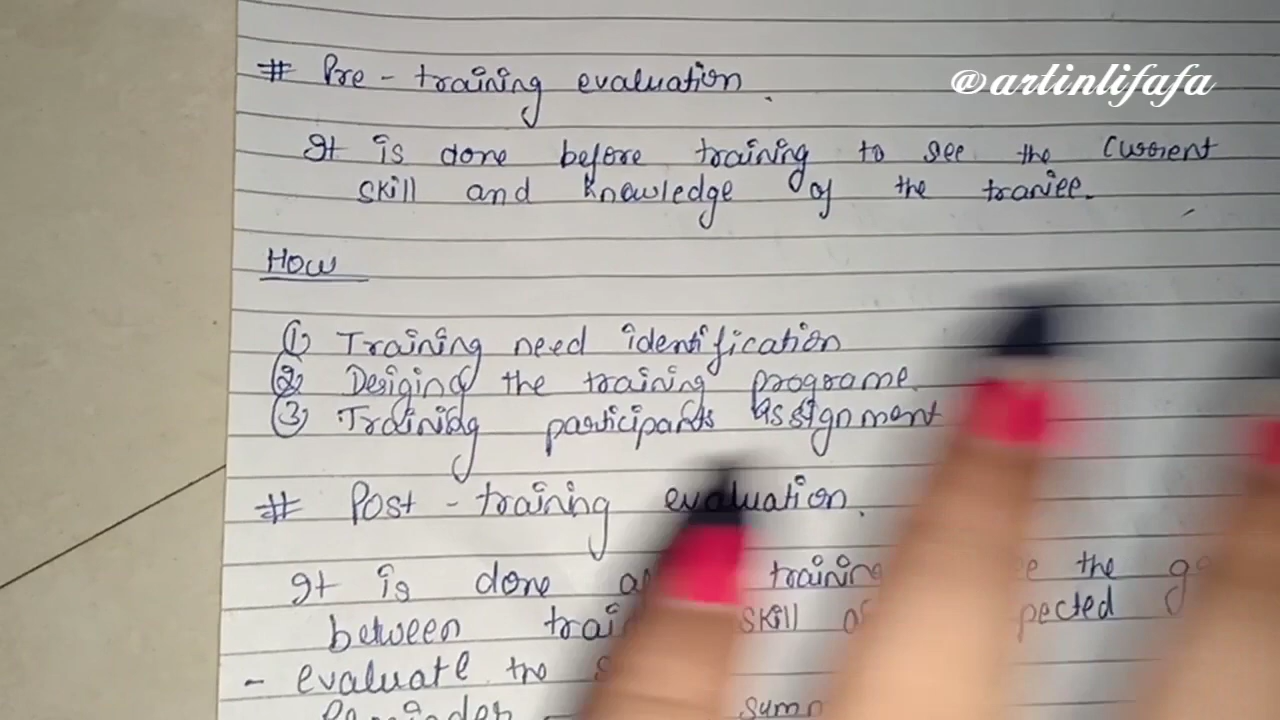 @artinlifafa
# Pre - training evaluation.
It is done before training to see the current
skill and knowledge of the traniee.
How
① Training need identification
② Desiging the training programe.
③ Training participants assignment
# Post - training evaluation.
It is done training the
between skill
- evaluate the